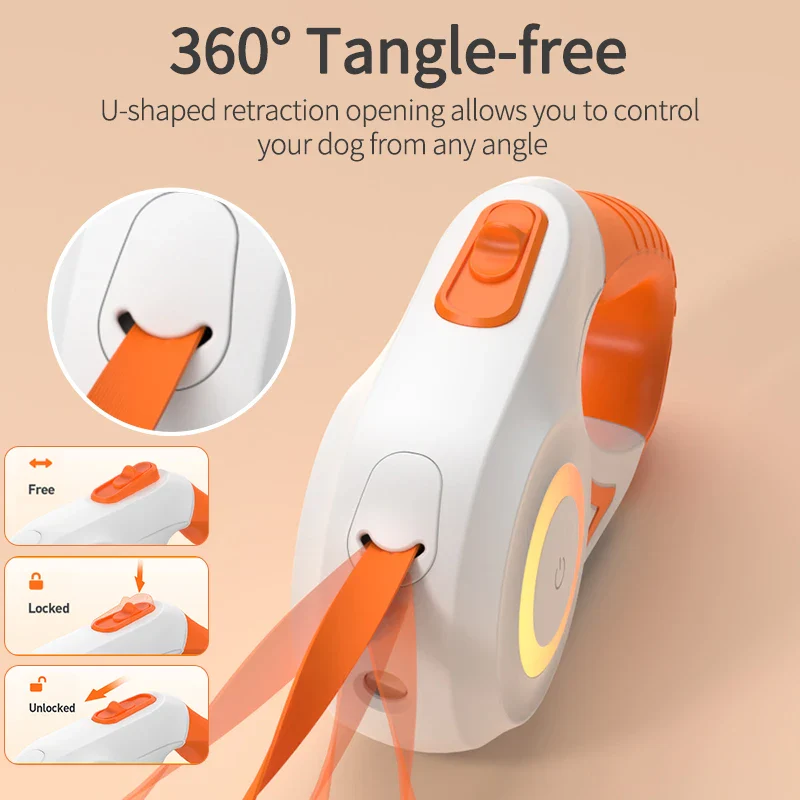 360° Tangle-free
U-shaped retraction opening allows you to control
your dog from any angle
Free
Locked
Unlocked